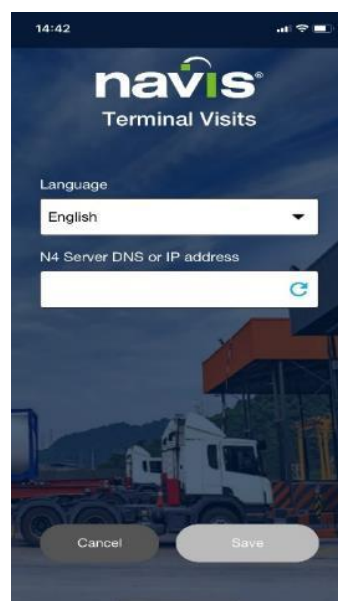 14:42
navis®
Terminal Visits
Language
English
N4 Server DNS or IP address
Cancel
Save